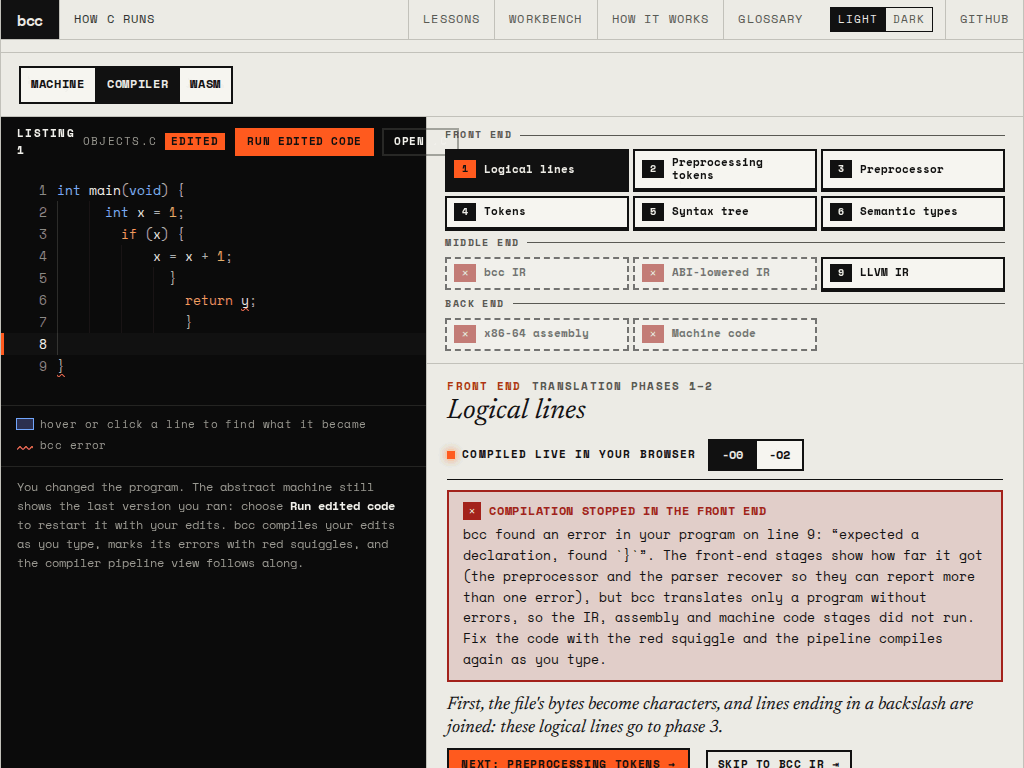 bcc HOW C RUNS LESSONS WORKBENCH HOW IT WORKS GLOSSARY LIGHT DARK GITHUB
MACHINE COMPILER WASM
LISTING 1 OBJECTS.C EDITED RUN EDITED CODE OPEN
1 int main(void) {
2 int x = 1;
3 if (x) {
4 x = x + 1;
5 }
6 return y;
7 }
8
9 }
hover or click a line to find what it became
bcc error
You changed the program. The abstract machine still
shows the last version you ran: choose Run edited code
to restart it with your edits. bcc compiles your edits
as you type, marks its errors with red squiggles, and
the compiler pipeline view follows along.
FRONT END
1 Logical lines
2 Preprocessing tokens
3 Preprocessor
4 Tokens
5 Syntax tree
6 Semantic types
MIDDLE END
× bcc IR
× ABI-lowered IR
9 LLVM IR
BACK END
× x86-64 assembly
× Machine code
FRONT END TRANSLATION PHASES 1–2
Logical lines
COMPILED LIVE IN YOUR BROWSER -O0 -O2
× COMPILATION STOPPED IN THE FRONT END
bcc found an error in your program on line 9: “expected a
declaration, found `}`”. The front-end stages show how far it got
(the preprocessor and the parser recover so they can report more
than one error), but bcc translates only a program without
errors, so the IR, assembly and machine code stages did not run.
Fix the code with the red squiggle and the pipeline compiles
again as you type.
First, the file's bytes become characters, and lines ending in a backslash are
joined: these logical lines go to phase 3.
NEXT: PREPROCESSING TOKENS → SKIP TO BCC IR ⇥